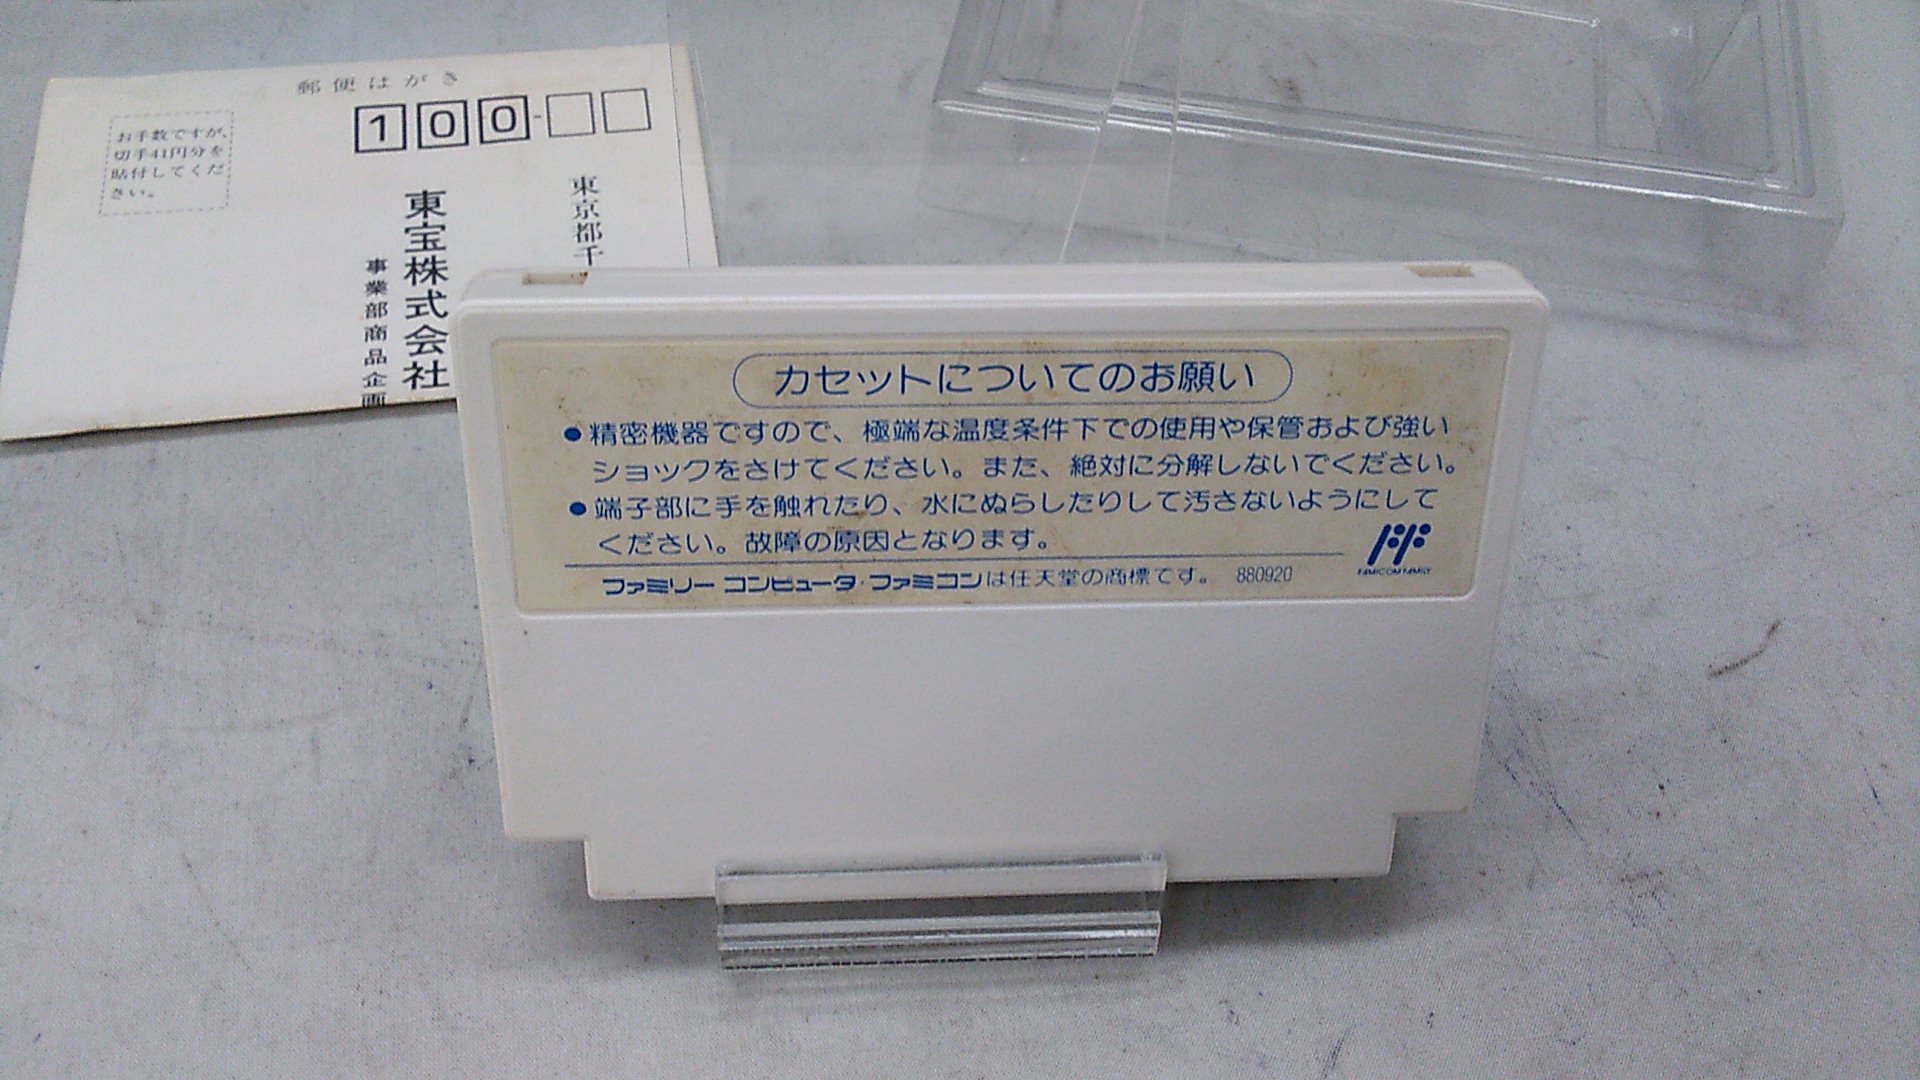 郵便はがき
100-
お手数ですが、
切手41円分を
貼付してくだ
さい。
東京都千
東宝株式会社
事業部商品企画
カセットについてのお願い
●精密機器ですので、極端な温度条件下での使用や保管および強い
ショックをさけてください。また、絶対に分解しないでください。
●端子部に手を触れたり、水にぬらしたりして汚さないようにして
ください。故障の原因となります。
FAMICOM FAMILY
ファミリー コンピュータ・ファミコンは任天堂の商標です。 880920